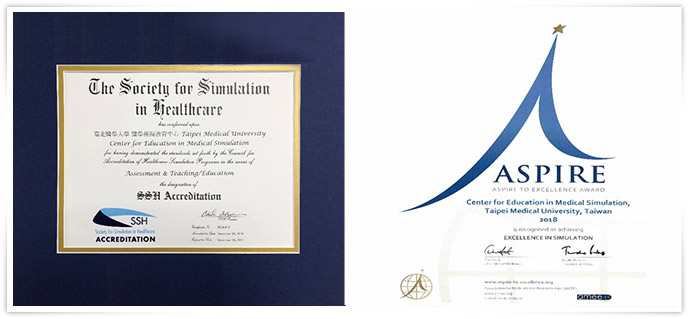 The Society for Simulation
in Healthcare
has conferred upon
臺北醫學大學 醫學模擬教育中心 Taipei Medical University
Center for Education in Medical Simulation
for having demonstrated the standards set forth by the Council for
Accreditation of Healthcare Simulation Programs in the areas of
Assessment & Teaching/Education
the designation of
SSH Accreditation
SSH
Society for Simulation in Healthcare
ACCREDITATION
ASPIRE
ASPIRE TO EXCELLENCE AWARD
Center for Education in Medical Simulation,
Taipei Medical University, Taiwan
2018
is recognised as achieving
EXCELLENCE IN SIMULATION
www.aspire-to-excellence.org
amee